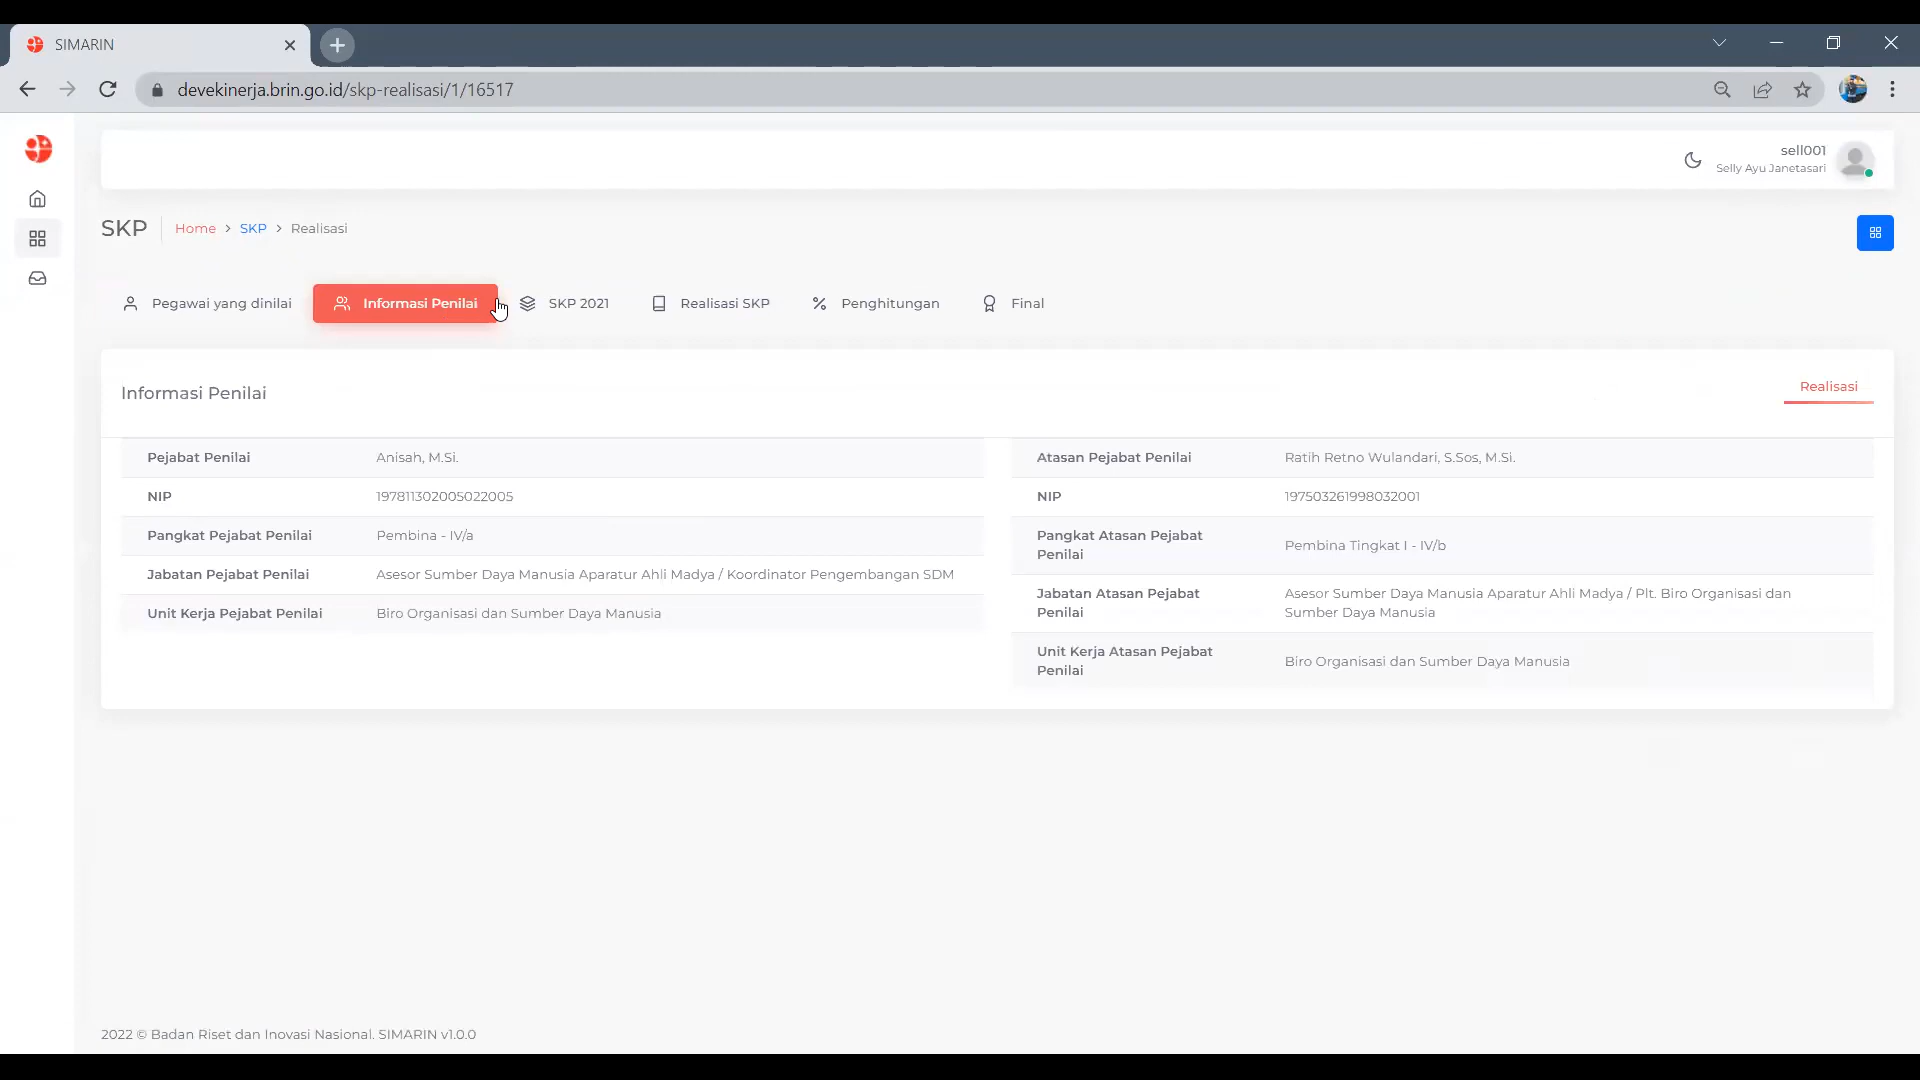 SIMARIN
devekinerja.brin.go.id/skp-realisasi/1/16517
sell001
Selly Ayu Janetasari
SKP
Home > SKP > Realisasi
Pegawai yang dinilai
Informasi Penilai
SKP 2021
Realisasi SKP
Penghitungan
Final
Informasi Penilai
Realisasi
Pejabat Penilai Anisah, M.Si.
NIP 197811302005022005
Pangkat Pejabat Penilai Pembina - IV/a
Jabatan Pejabat Penilai Asesor Sumber Daya Manusia Aparatur Ahli Madya / Koordinator Pengembangan SDM
Unit Kerja Pejabat Penilai Biro Organisasi dan Sumber Daya Manusia
Atasan Pejabat Penilai Ratih Retno Wulandari, S.Sos, M.Si.
NIP 197503261998032001
Pangkat Atasan Pejabat
Penilai
Pembina Tingkat I - IV/b
Jabatan Atasan Pejabat
Penilai
Asesor Sumber Daya Manusia Aparatur Ahli Madya / Plt. Biro Organisasi dan
Sumber Daya Manusia
Unit Kerja Atasan Pejabat
Penilai
Biro Organisasi dan Sumber Daya Manusia
2022 © Badan Riset dan Inovasi Nasional. SIMARIN v1.0.0